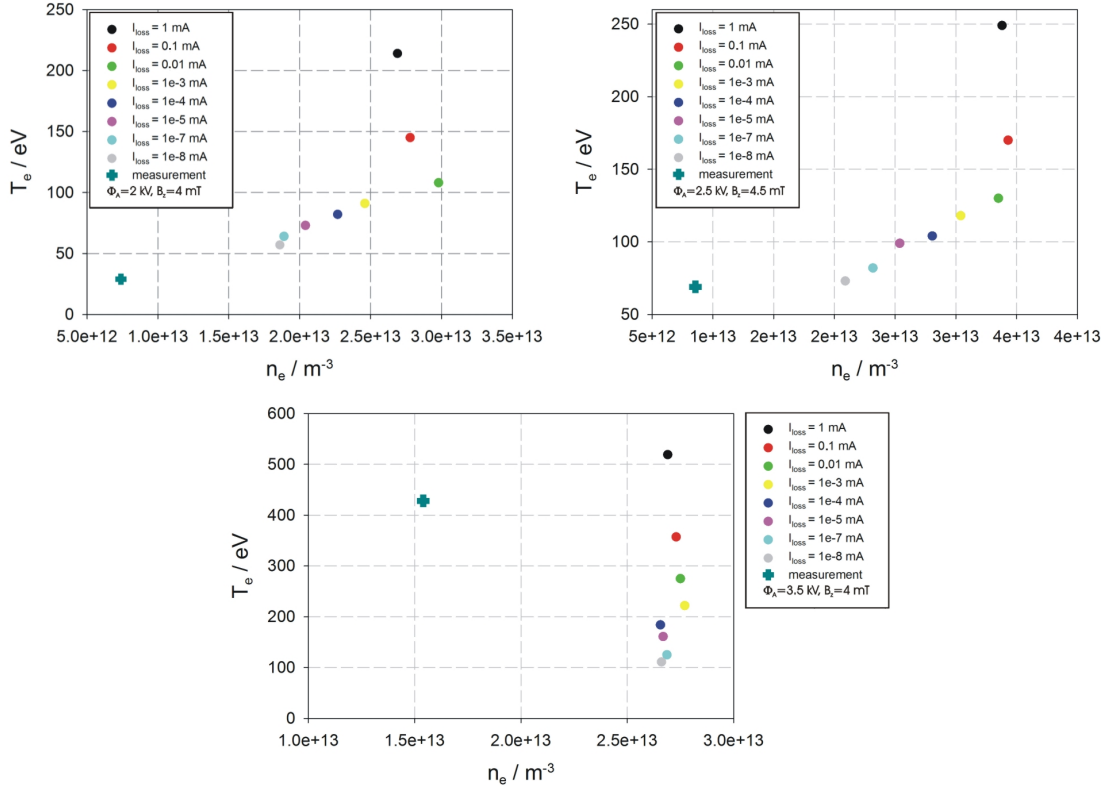 250
200
150
100
50
0
T_e / eV
I_loss = 1 mA
I_loss = 0.1 mA
I_loss = 0.01 mA
I_loss = 1e-3 mA
I_loss = 1e-4 mA
I_loss = 1e-5 mA
I_loss = 1e-7 mA
I_loss = 1e-8 mA
measurement
Φ_A=2 kV, B_z=4 mT
5.0e+12 1.0e+13 1.5e+13 2.0e+13 2.5e+13 3.0e+13 3.5e+13
n_e / m⁻³
250
200
150
100
50
T_e / eV
I_loss = 1 mA
I_loss = 0.1 mA
I_loss = 0.01 mA
I_loss = 1e-3 mA
I_loss = 1e-4 mA
I_loss = 1e-5 mA
I_loss = 1e-7 mA
I_loss = 1e-8 mA
measurement
Φ_A=2.5 kV, B_z=4.5 mT
5e+12 1e+13 2e+13 2e+13 3e+13 3e+13 4e+13 4e+13
n_e / m⁻³
600
500
400
300
200
100
0
T_e / eV
1.0e+13 1.5e+13 2.0e+13 2.5e+13 3.0e+13
n_e / m⁻³
I_loss = 1 mA
I_loss = 0.1 mA
I_loss = 0.01 mA
I_loss = 1e-3 mA
I_loss = 1e-4 mA
I_loss = 1e-5 mA
I_loss = 1e-7 mA
I_loss = 1e-8 mA
measurement
Φ_A=3.5 kV, B_z=4 mT